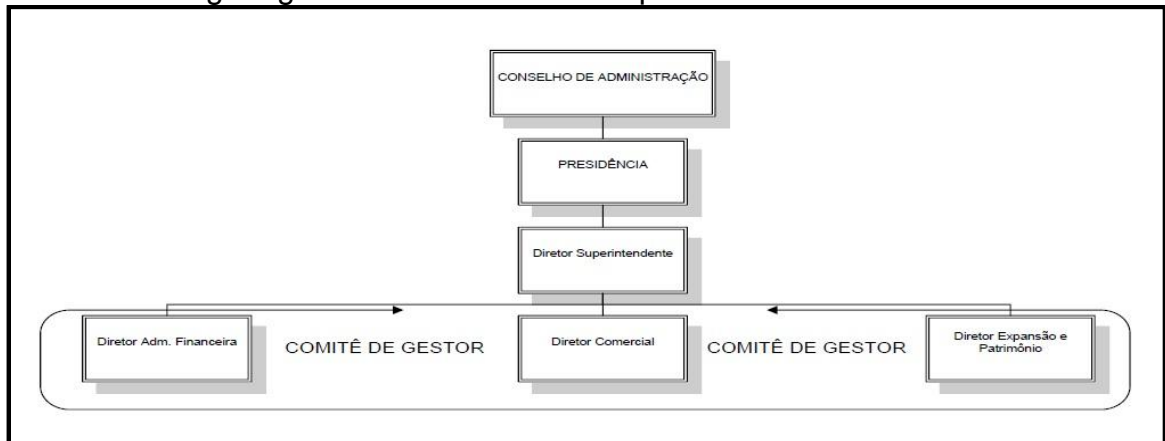 CONSELHO DE ADMINISTRAÇÃO
PRESIDÊNCIA
Diretor Superintendente
Diretor Adm. Financeira
COMITÊ DE GESTOR
Diretor Comercial
COMITÊ DE GESTOR
Diretor Expansão e
Patrimônio